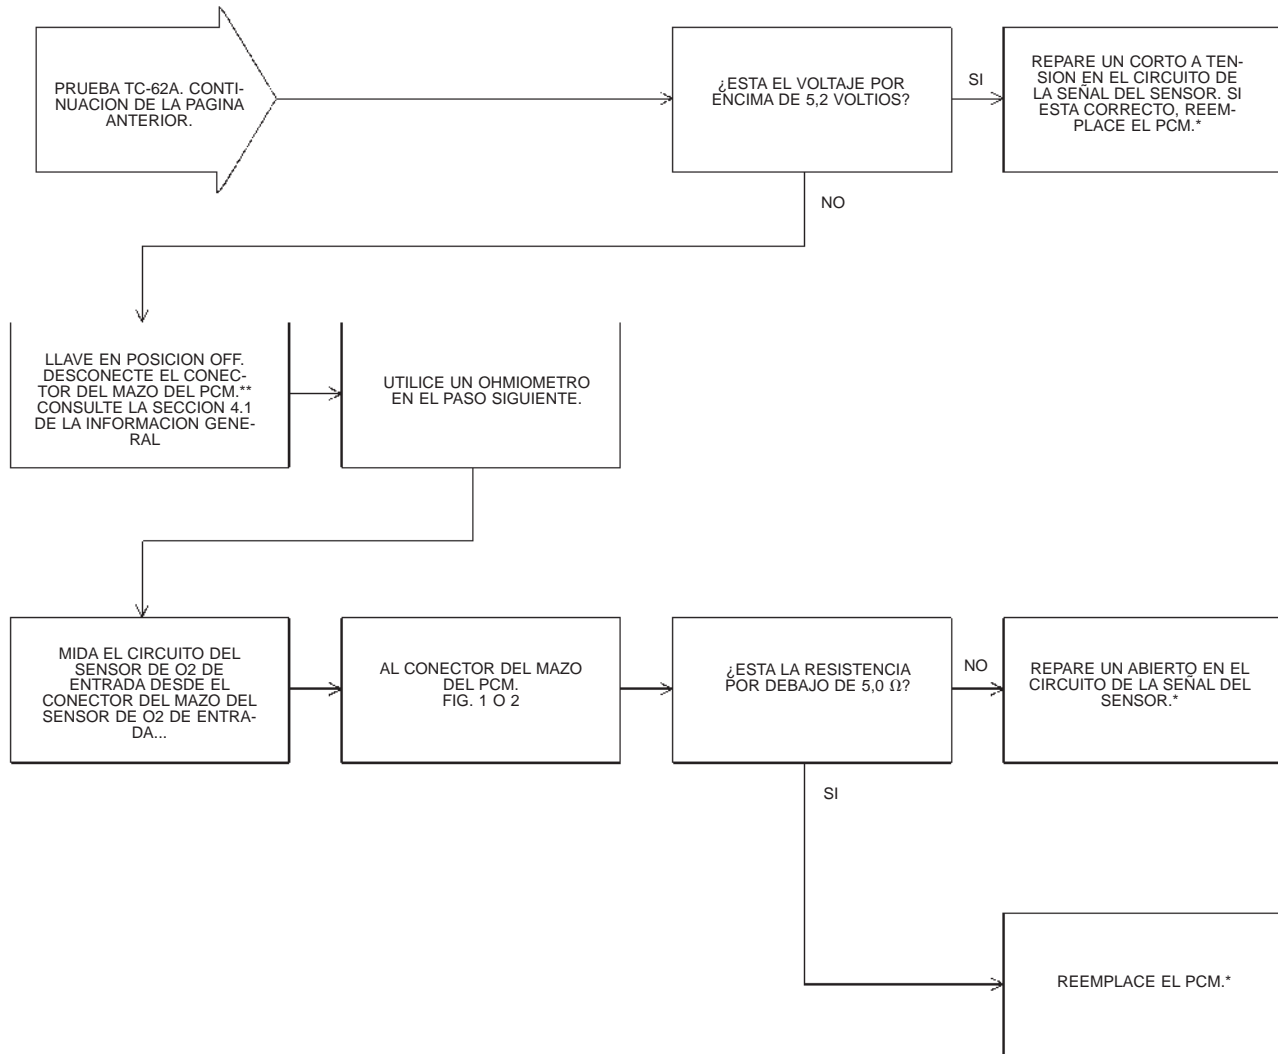 PRUEBA TC-62A. CONTI-
NUACION DE LA PAGINA
ANTERIOR.
¿ESTA EL VOLTAJE POR
ENCIMA DE 5,2 VOLTIOS?
SI
REPARE UN CORTO A TEN-
SION EN EL CIRCUITO DE
LA SEÑAL DEL SENSOR. SI
ESTA CORRECTO, REEM-
PLACE EL PCM.*
NO
LLAVE EN POSICION OFF.
DESCONECTE EL CONEC-
TOR DEL MAZO DEL PCM.**
CONSULTE LA SECCION 4.1
DE LA INFORMACION GENE-
RAL
UTILICE UN OHMIOMETRO
EN EL PASO SIGUIENTE.
MIDA EL CIRCUITO DEL
SENSOR DE O2 DE
ENTRADA DESDE EL
CONECTOR DEL MAZO DEL
SENSOR DE O2 DE ENTRA-
DA...
AL CONECTOR DEL MAZO
DEL PCM.
FIG. 1 O 2
¿ESTA LA RESISTENCIA
POR DEBAJO DE 5,0 Ω?
NO
REPARE UN ABIERTO EN EL
CIRCUITO DE LA SEÑAL DEL
SENSOR.*
SI
REEMPLACE EL PCM.*